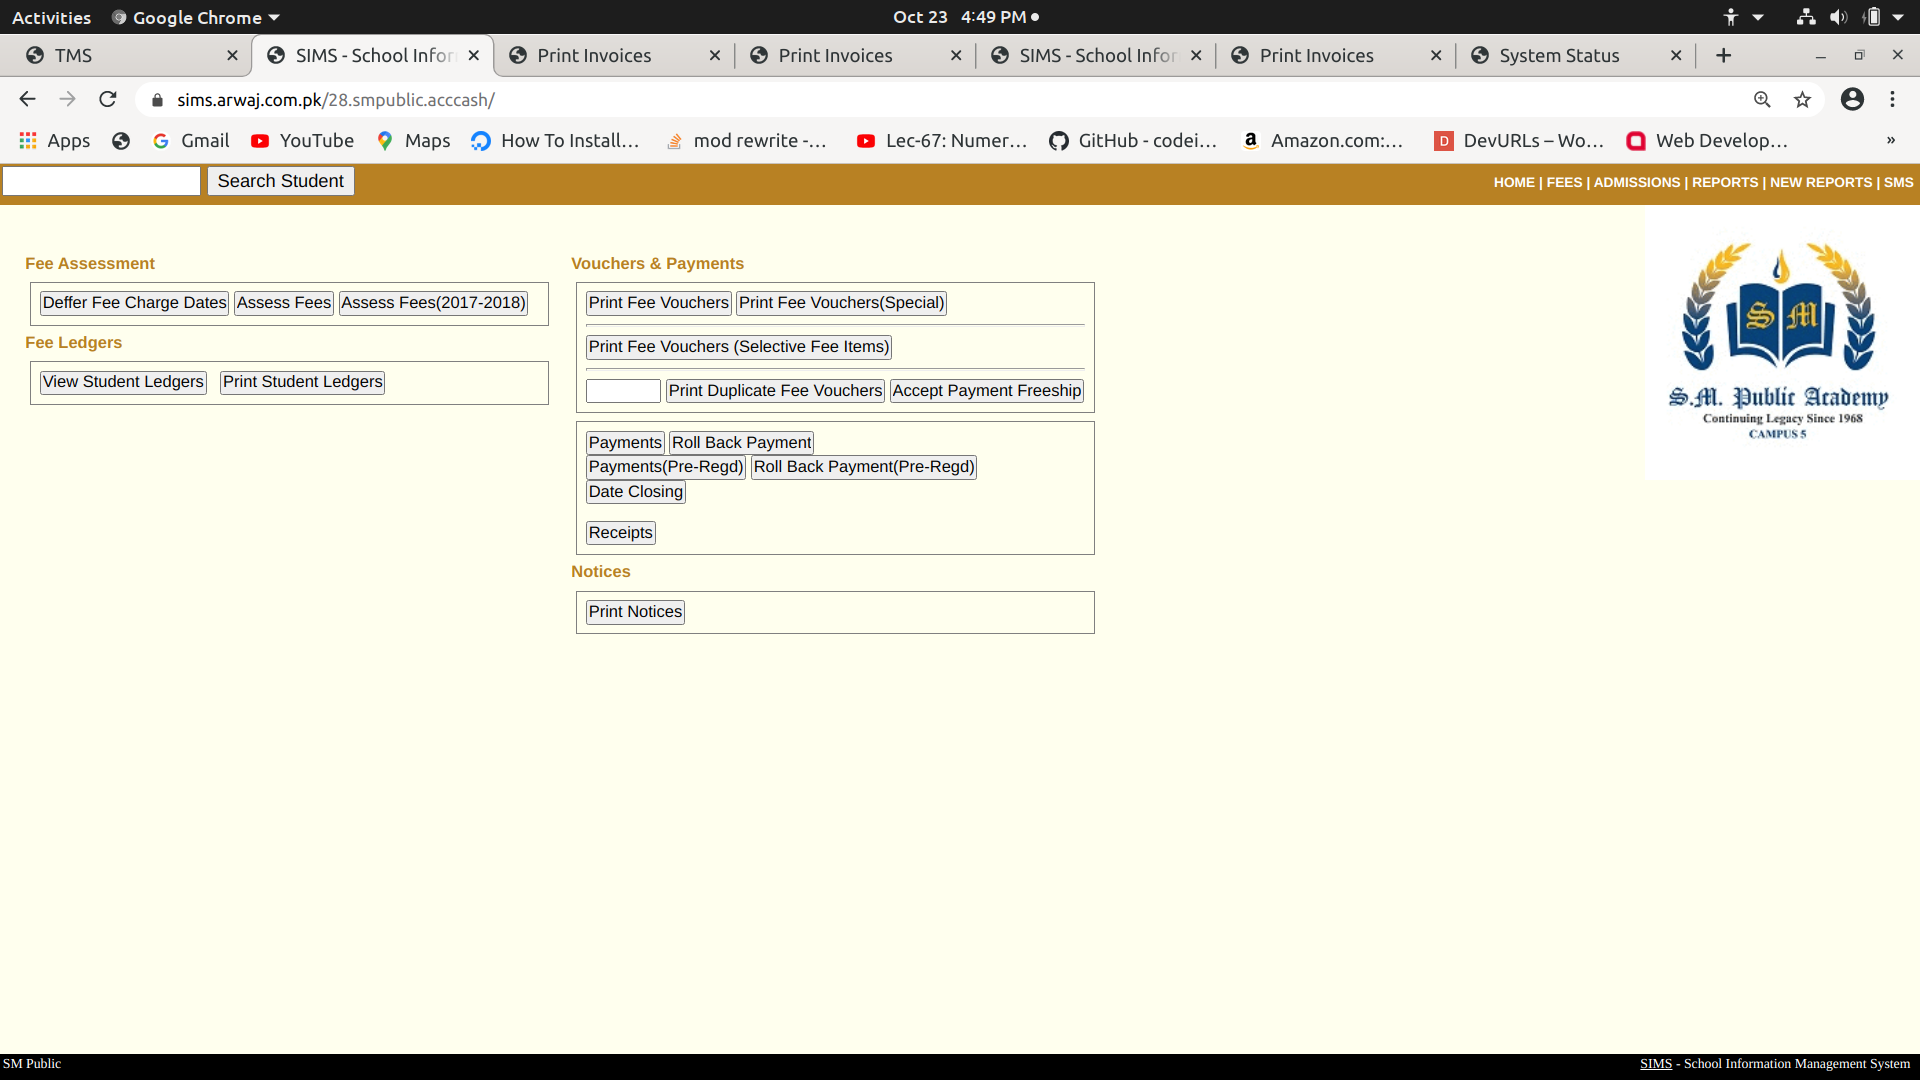 Activities Google Chrome Oct 23 4:49 PM
TMS SIMS - School Infor Print Invoices Print Invoices SIMS - School Infor Print Invoices System Status
sims.arwaj.com.pk/28.smpublic.acccash/
Apps Gmail YouTube Maps How To Install... mod rewrite -... Lec-67: Numer... GitHub - codei... Amazon.com:... DevURLs – Wo... Web Develop... »
Search Student HOME | FEES | ADMISSIONS | REPORTS | NEW REPORTS | SMS
Fee Assessment
Deffer Fee Charge Dates Assess Fees Assess Fees(2017-2018)
Fee Ledgers
View Student Ledgers Print Student Ledgers
Vouchers & Payments
Print Fee Vouchers Print Fee Vouchers(Special)
Print Fee Vouchers (Selective Fee Items)
Print Duplicate Fee Vouchers Accept Payment Freeship
Payments Roll Back Payment
Payments(Pre-Regd) Roll Back Payment(Pre-Regd)
Date Closing
Receipts
Notices
Print Notices
S M
S.M. Public Academy
Continuing Legacy Since 1968
CAMPUS 5
SM Public SIMS - School Information Management System